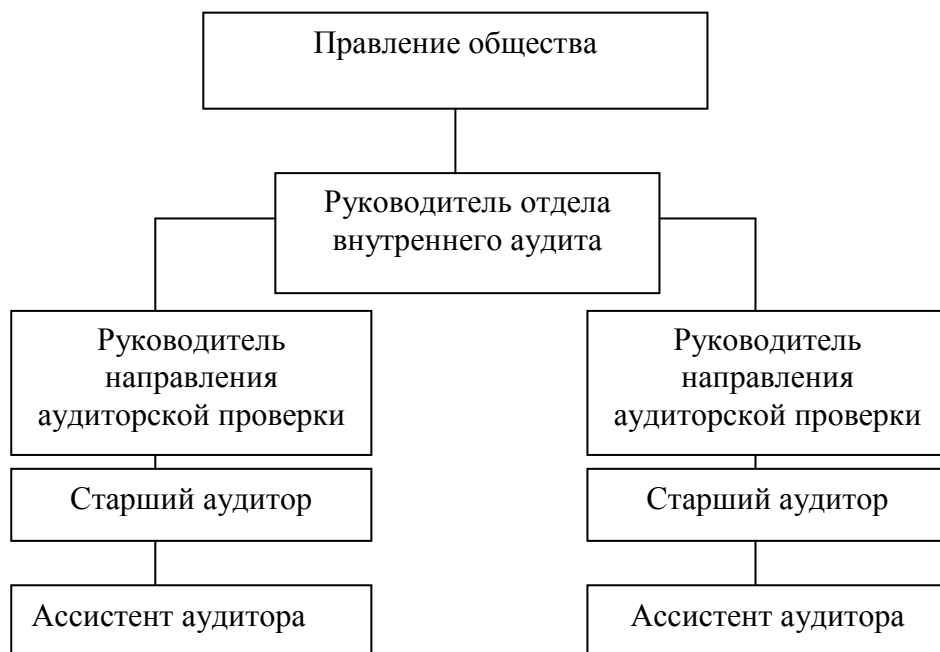 Правление общества
Руководитель отдела
внутреннего аудита
Руководитель
направления
аудиторской проверки
Руководитель
направления
аудиторской проверки
Старший аудитор
Старший аудитор
Ассистент аудитора
Ассистент аудитора